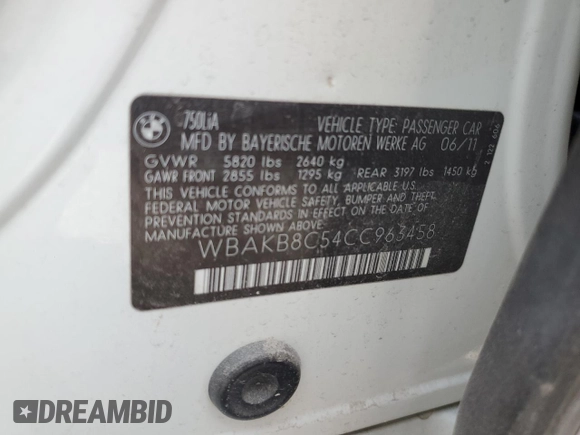 BMW
750LiA VEHICLE TYPE: PASSENGER CAR
MFD BY BAYERISCHE MOTOREN WERKE AG 06/11
GVWR 5820 lbs 2640 kg
GAWR FRONT 2855 lbs 1295 kg REAR 3197 lbs 1450 kg
THIS VEHICLE CONFORMS TO ALL APPLICABLE U.S.
FEDERAL MOTOR VEHICLE SAFETY, BUMPER, AND THEFT
PREVENTION STANDARDS IN EFFECT ON THE DATE OF
MANUFACTURE SHOWN ABOVE.
WBAKB8C54CC963458
DREAMBID